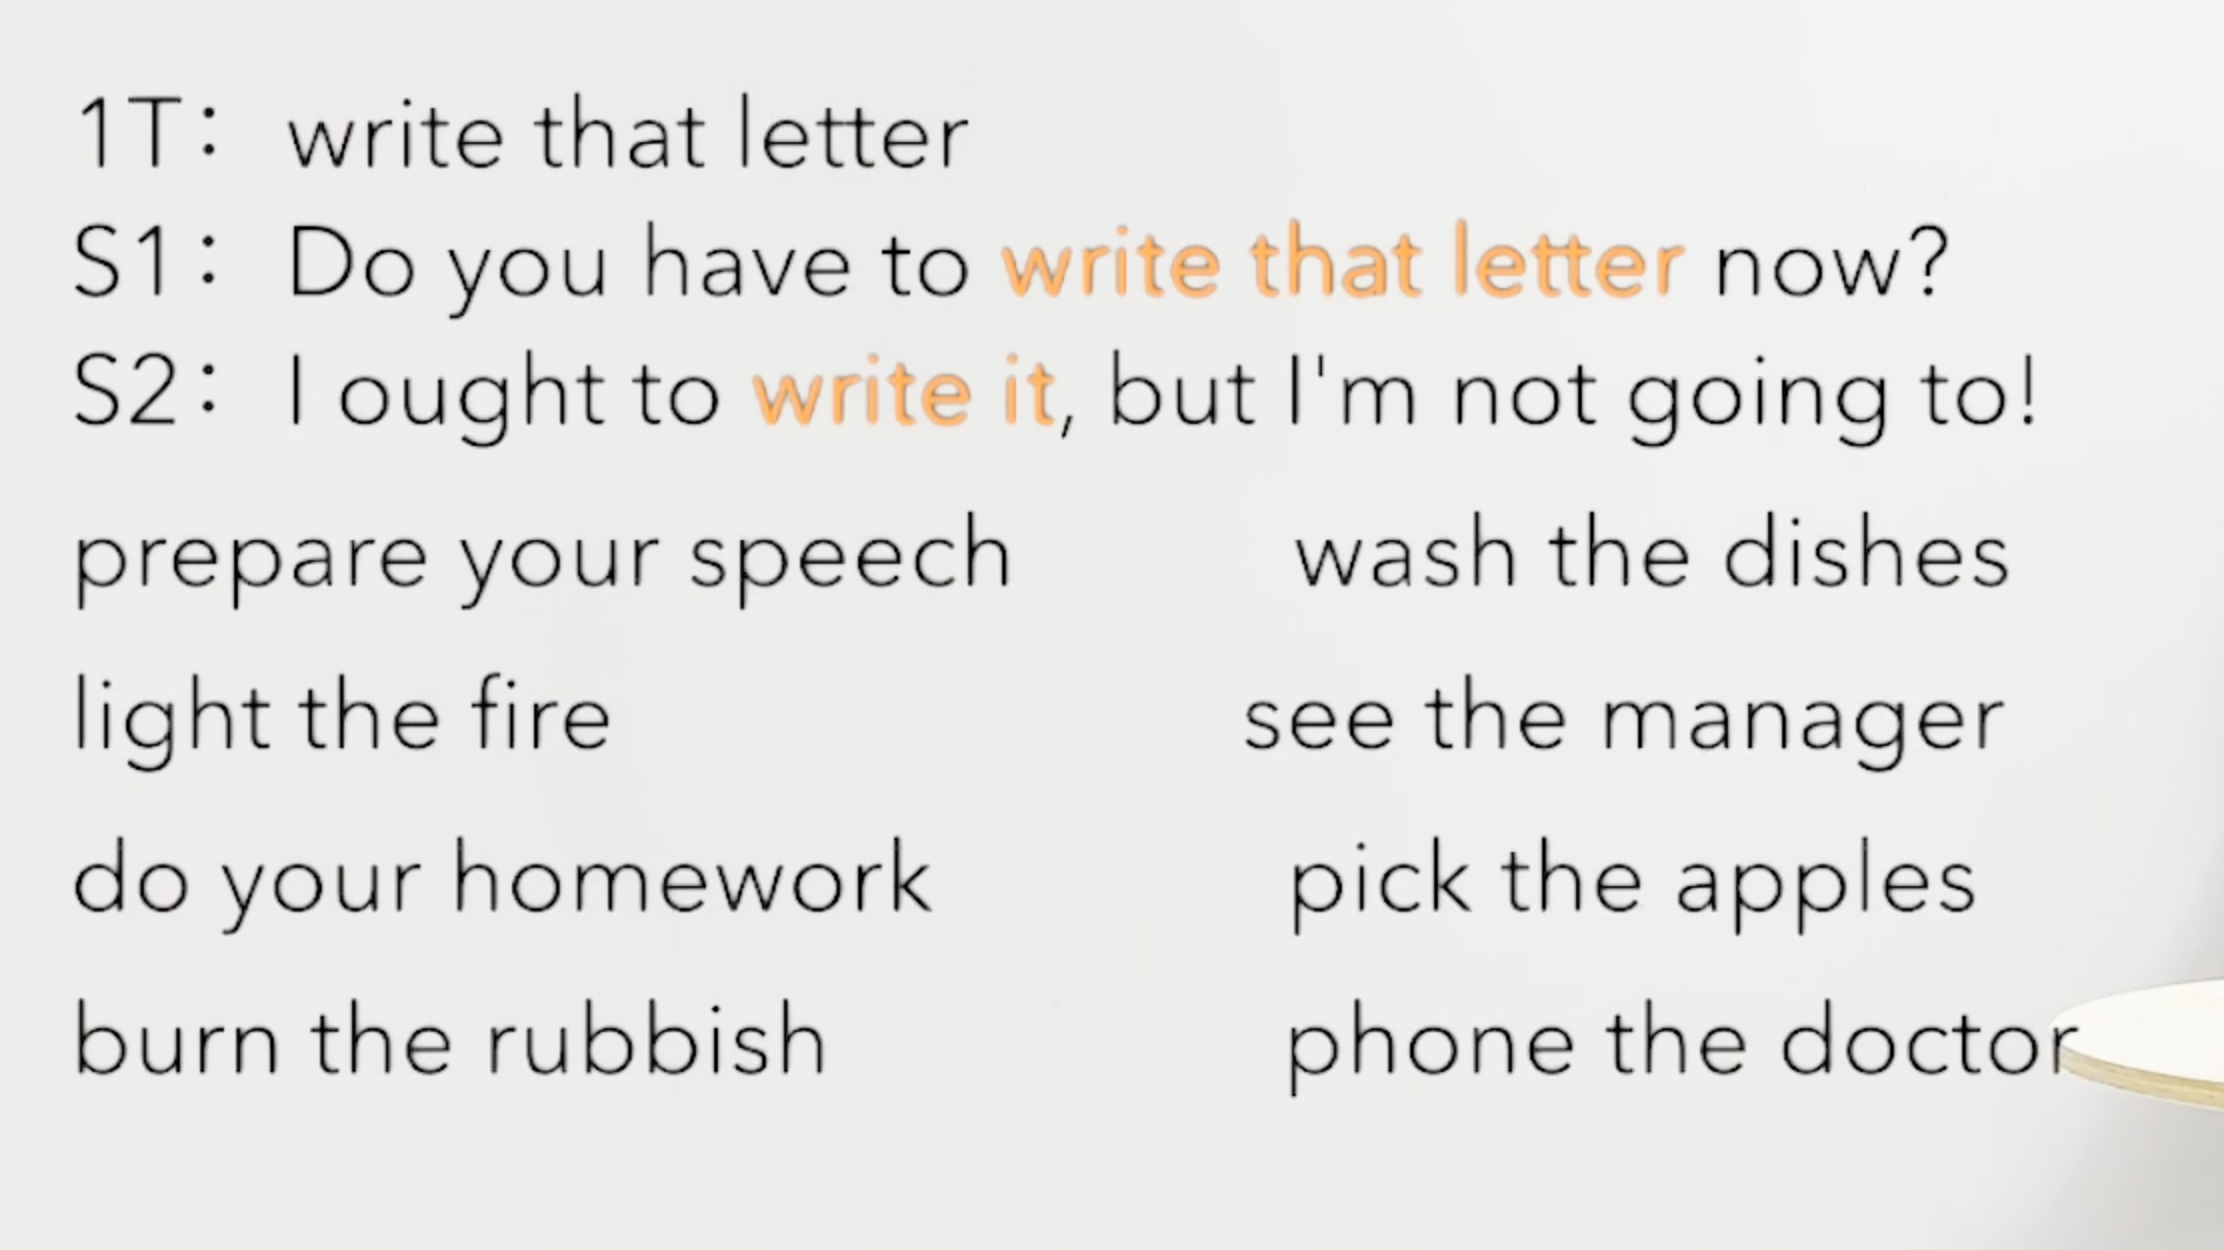 1T: write that letter
S1: Do you have to write that letter now?
S2: I ought to write it, but I'm not going to!
prepare your speech wash the dishes
light the fire see the manager
do your homework pick the apples
burn the rubbish phone the doctor